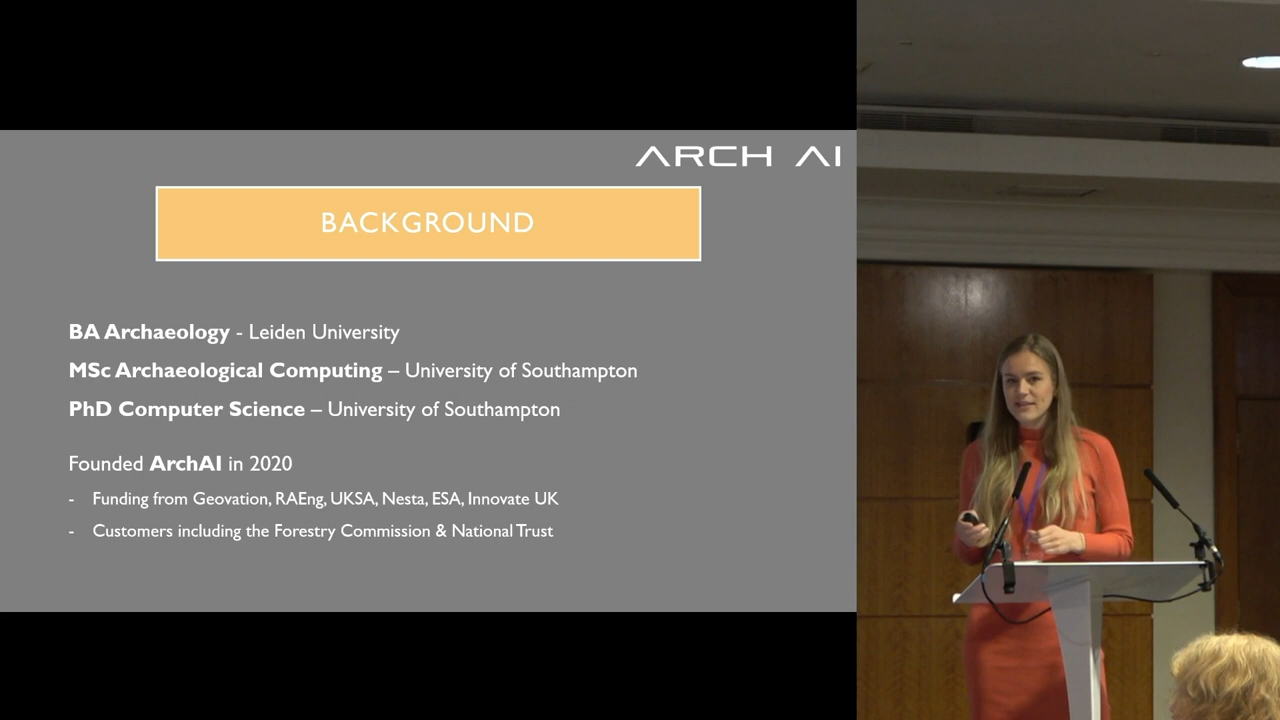 ARCH AI
BACKGROUND
BA Archaeology - Leiden University
MSc Archaeological Computing – University of Southampton
PhD Computer Science – University of Southampton
Founded ArchAI in 2020
- Funding from Geovation, RAEng, UKSA, Nesta, ESA, Innovate UK
- Customers including the Forestry Commission & National Trust